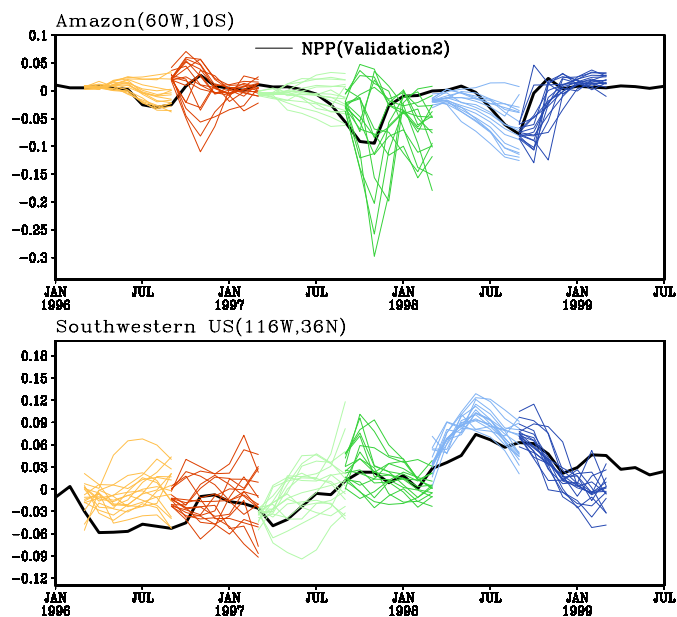 Amazon(60W,10S)
NPP(Validation2)
0.1
0.05
0
-0.05
-0.1
-0.15
-0.2
-0.25
-0.3
JAN JUL JAN JUL JAN JUL JAN JUL
1996 1997 1998 1999
Southwestern US(116W,36N)
0.18
0.15
0.12
0.09
0.06
0.03
0
-0.03
-0.06
-0.09
-0.12
JAN JUL JAN JUL JAN JUL JAN JUL
1996 1997 1998 1999